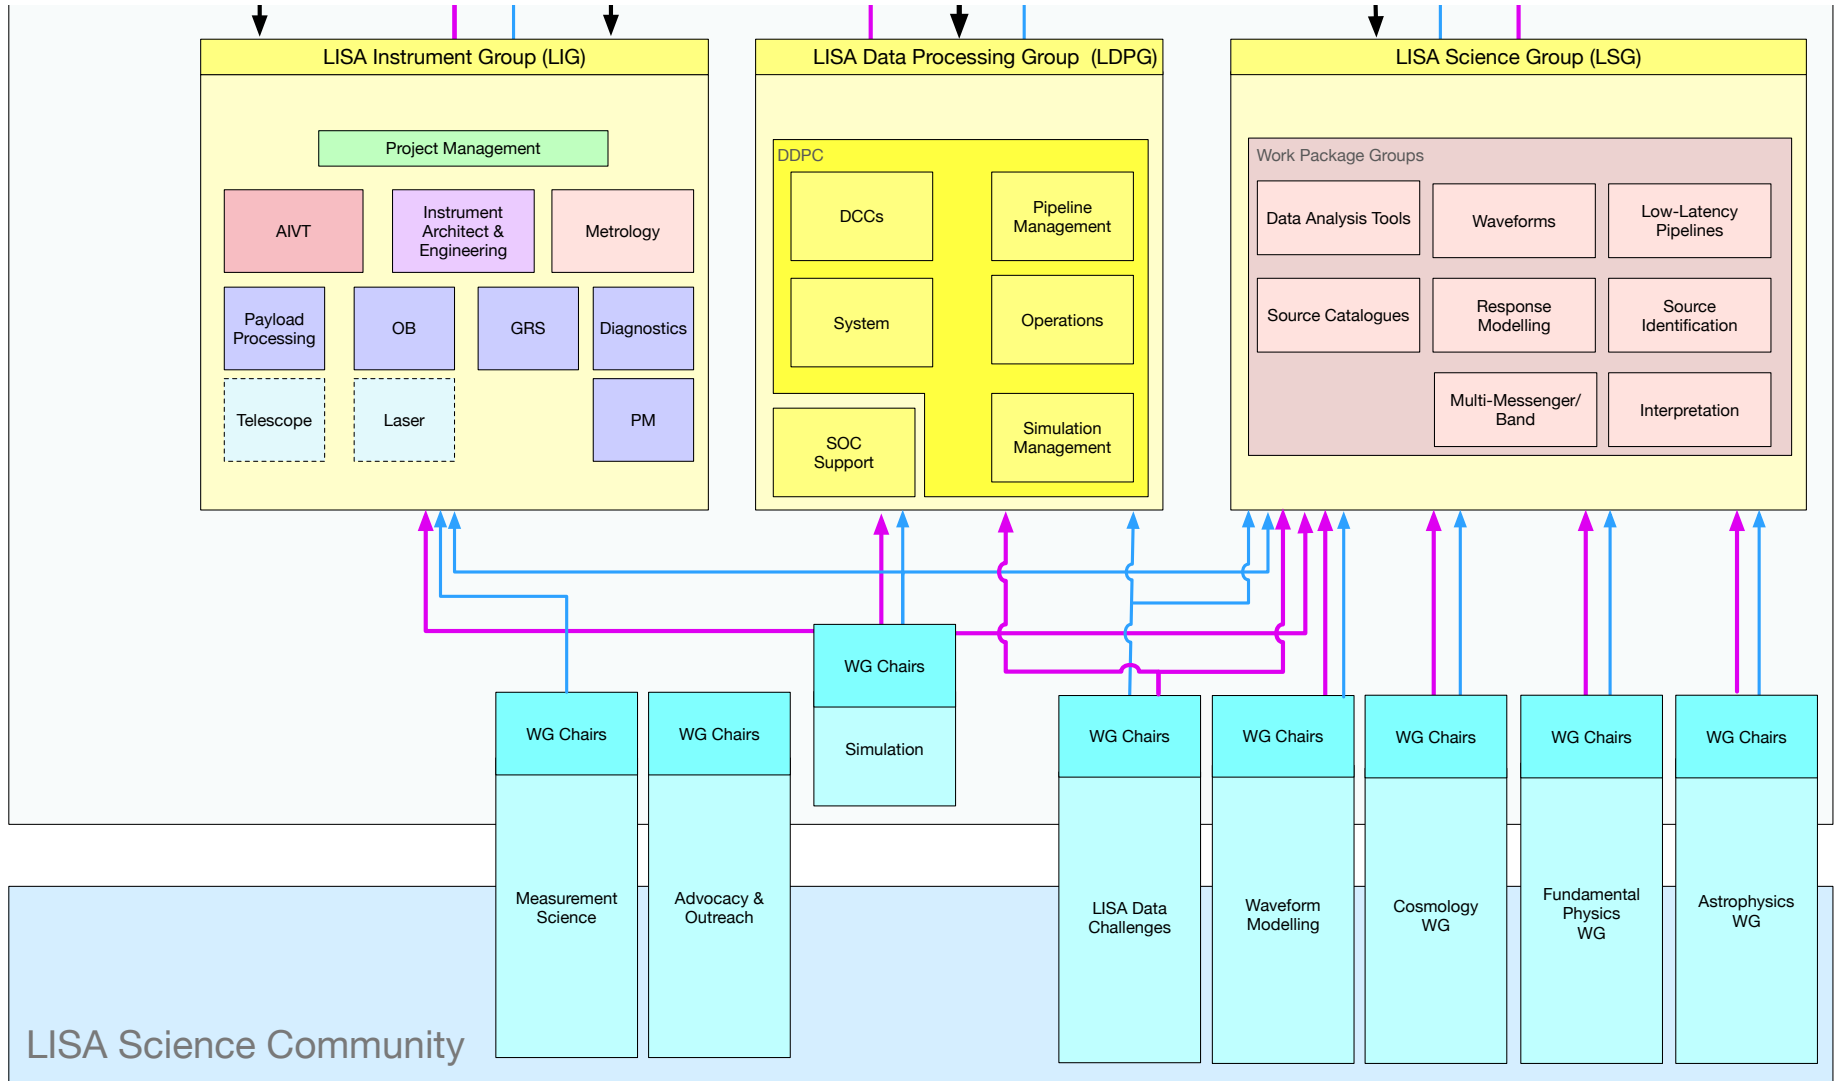 LISA Instrument Group (LIG)
Project Management
AIVT
Instrument
Architect &
Engineering
Metrology
Payload
Processing
OB
GRS
Diagnostics
Telescope
Laser
PM
LISA Data Processing Group (LDPG)
DDPC
DCCs
Pipeline
Management
System
Operations
SOC
Support
Simulation
Management
LISA Science Group (LSG)
Work Package Groups
Data Analysis Tools
Waveforms
Low-Latency
Pipelines
Source Catalogues
Response
Modelling
Source
Identification
Multi-Messenger/
Band
Interpretation
WG Chairs
Simulation
WG Chairs
Measurement
Science
WG Chairs
Advocacy &
Outreach
WG Chairs
LISA Data
Challenges
WG Chairs
Waveform
Modelling
WG Chairs
Cosmology
WG
WG Chairs
Fundamental
Physics
WG
WG Chairs
Astrophysics
WG
LISA Science Community